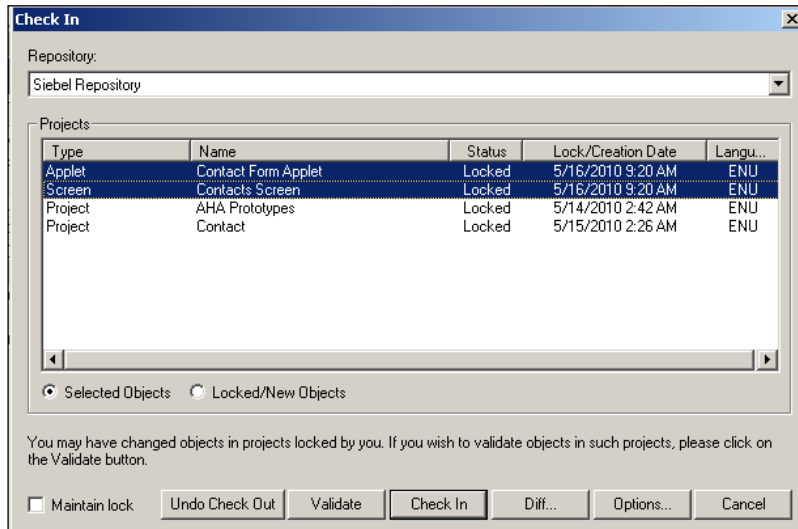 Check In
Repository:
Siebel Repository
Projects
Type Name Status Lock/Creation Date Langu...
Applet Contact Form Applet Locked 5/16/2010 9:20 AM ENU
Screen Contacts Screen Locked 5/16/2010 9:20 AM ENU
Project AHA Prototypes Locked 5/14/2010 2:42 AM
Project Contact Locked 5/15/2010 2:26 AM
Selected Objects Locked/New Objects
You may have changed objects in projects locked by you. If you wish to validate objects in such projects, please click on
the Validate button.
Maintain lock Undo Check Out Validate Check In Diff... Options... Cancel